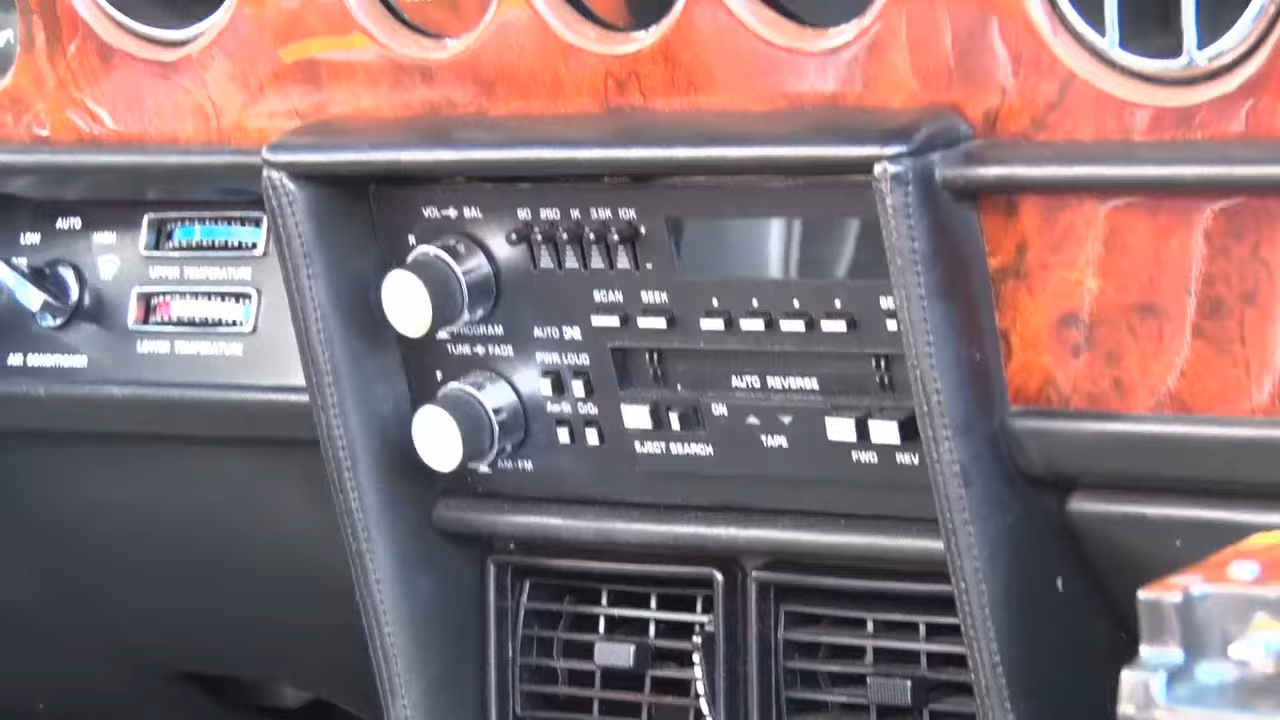 AUTO
LOW
HIGH
UPPER TEMPERATURE
LOWER TEMPERATURE
AIR CONDITIONER
VOL BAL
60 250 1K 3.5K 10K
R
SCAN SEEK
PROGRAM
TUNE FADE
AUTO DNR
PWR LOUD
AUTO REVERSE
ON
EJECT SEARCH
TAPE
FWD REV
AM-FM